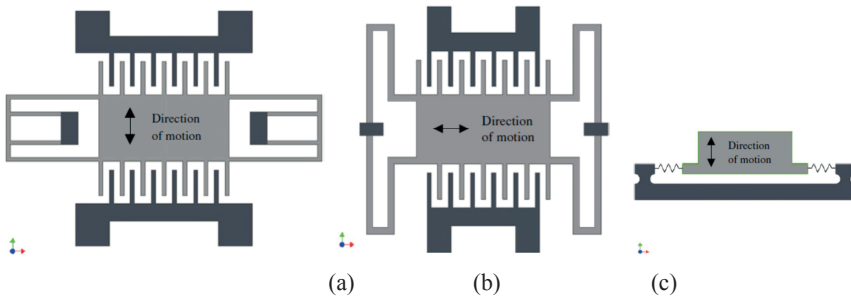 Direction
of motion
Direction
of motion
Direction
of motion
(a)
(b)
(c)